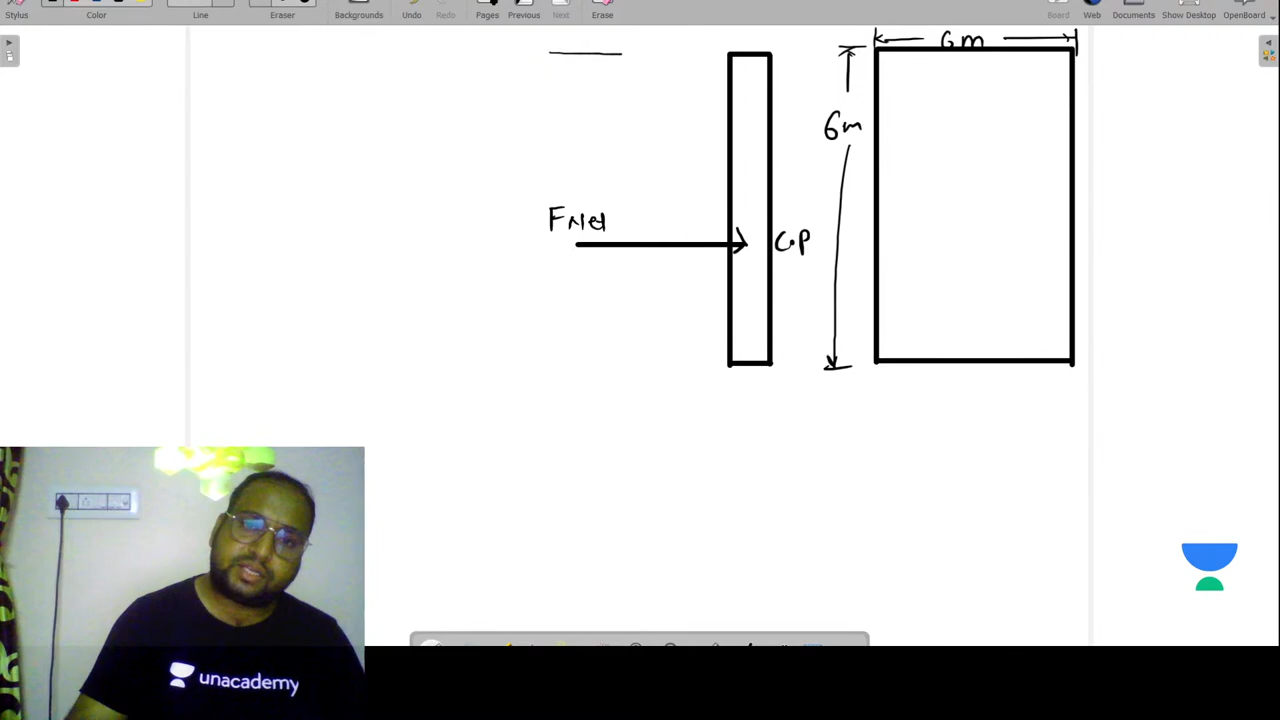 Stylus
Color
Line
Eraser
Backgrounds
Undo
Redo
Pages
Previous
Next
Erase
Board
Web
Documents
Show Desktop
OpenBoard
6m
6m
FNet
C.P
unacademy